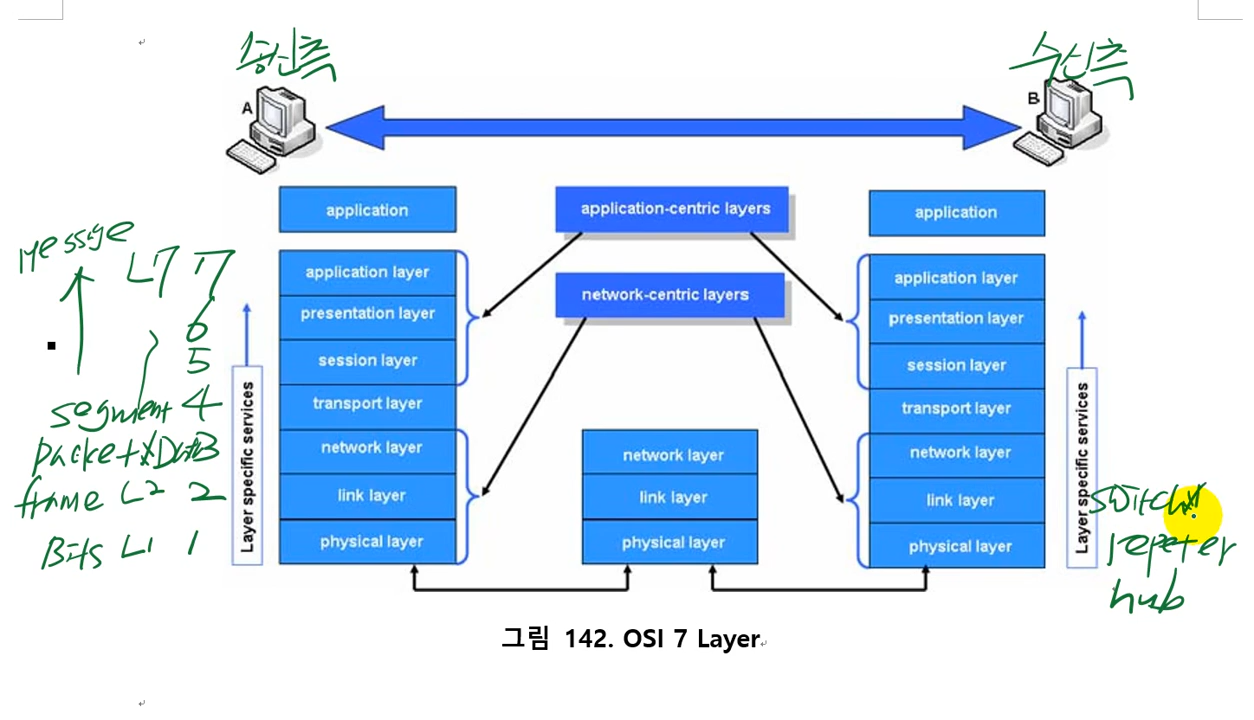 송신측
수신측
A
B
application
application-centric layers
application
Message
L7 7
application layer
network-centric layers
application layer
6
presentation layer
presentation layer
5
session layer
session layer
segment 4
transport layer
transport layer
packet 3
network layer
network layer
network layer
frame L2 2
link layer
link layer
link layer
switch
Bits L1 1
physical layer
physical layer
physical layer
repeter
hub
Layer specific services
Layer specific services
그림 142. OSI 7 Layer